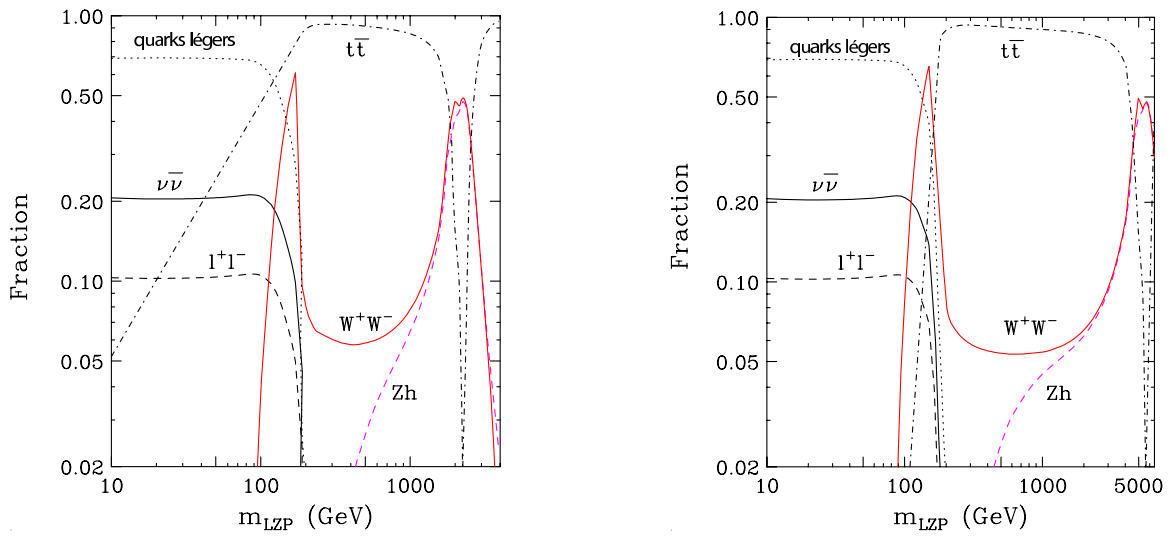 1.00
quarks légers
tt̅
0.50
νν̅
0.20
l⁺l⁻
0.10
W⁺W⁻
0.05
Zh
0.02
10 100 1000
m_LZP (GeV)
Fraction
1.00
quarks légers
tt̅
0.50
νν̅
0.20
l⁺l⁻
0.10
W⁺W⁻
0.05
Zh
0.02
10 100 1000 5000
m_LZP (GeV)
Fraction